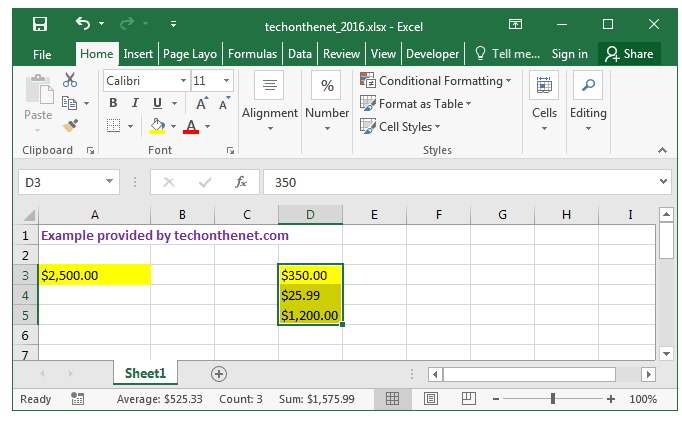 techonthenet_2016.xlsx - Excel
File Home Insert Page Layo Formulas Data Review View Developer Tell me... Sign in Share
Calibri 11 % Conditional Formatting
Paste B I U A A Alignment Number Format as Table Cells Editing
A Cell Styles
Clipboard Font Styles
D3 fx 350
A B C D E F G H I
1 Example provided by techonthenet.com
2
3 $2,500.00 $350.00
4 $25.99
5 $1,200.00
6
7
Sheet1
Ready Average: $525.33 Count: 3 Sum: $1,575.99 100%